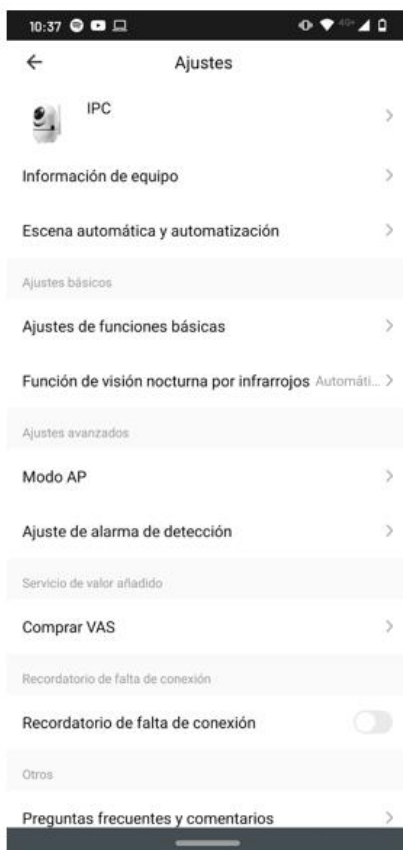 10:37
4G+
Ajustes
IPC
Información de equipo
Escena automática y automatización
Ajustes básicos
Ajustes de funciones básicas
Función de visión nocturna por infrarrojos Automáti...
Ajustes avanzados
Modo AP
Ajuste de alarma de detección
Servicio de valor añadido
Comprar VAS
Recordatorio de falta de conexión
Recordatorio de falta de conexión
Otros
Preguntas frecuentes y comentarios